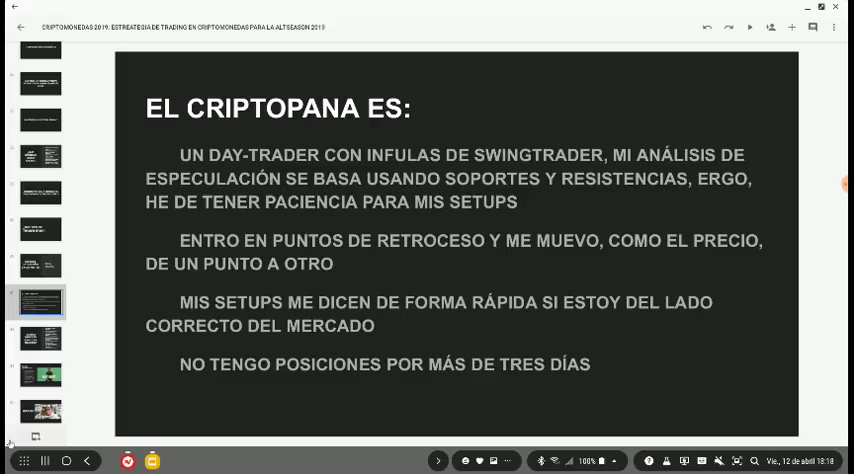 CRIPTOMONEDAS 2019: ESTREATEGIA DE TRADING EN CRIPTOMONEDAS PARA LA ALTSEASON 2019
EL CRIPTOPANA ES:
UN DAY-TRADER CON INFULAS DE SWINGTRADER, MI ANÁLISIS DE
ESPECULACIÓN SE BASA USANDO SOPORTES Y RESISTENCIAS, ERGO,
HE DE TENER PACIENCIA PARA MIS SETUPS
ENTRO EN PUNTOS DE RETROCESO Y ME MUEVO, COMO EL PRECIO,
DE UN PUNTO A OTRO
MIS SETUPS ME DICEN DE FORMA RÁPIDA SI ESTOY DEL LADO
CORRECTO DEL MERCADO
NO TENGO POSICIONES POR MÁS DE TRES DÍAS
100% Vie., 12 de abril 18:18